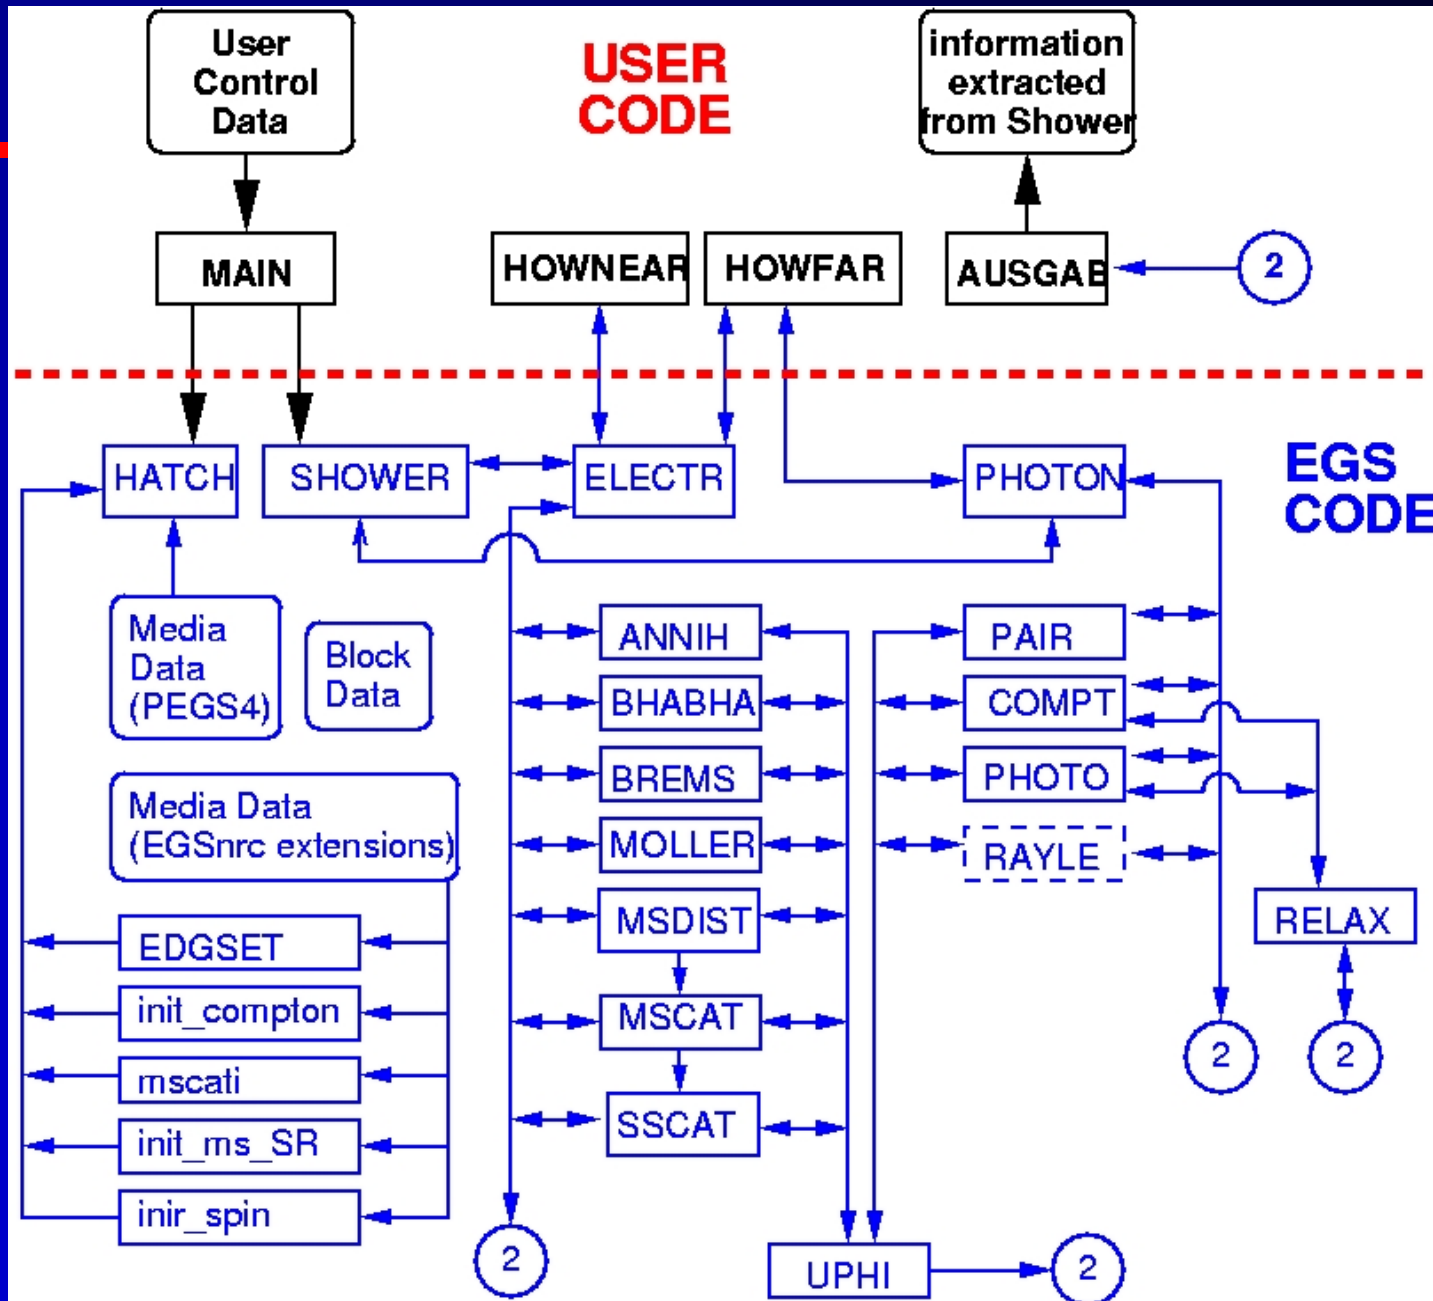 User
Control
Data
USER
CODE
information
extracted
from Shower
MAIN
HOWNEAR
HOWFAR
AUSGAB
2
HATCH
SHOWER
ELECTR
PHOTON
EGS
CODE
Media
Data
(PEGS4)
Block
Data
ANNIH
PAIR
BHABHA
COMPT
BREMS
PHOTO
Media Data
(EGSnrc extensions)
MOLLER
RAYLE
MSDIST
RELAX
EDGSET
init_compton
MSCAT
2
2
mscati
SSCAT
init_ms_SR
inir_spin
2
UPHI
2